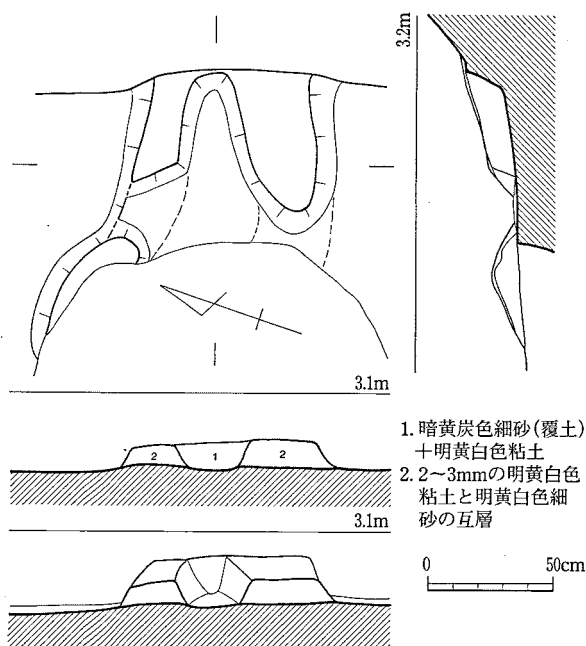 3.2m
3.1m
2
1
2
3.1m
1. 暗黄炭色細砂(覆土)
+明黄白色粘土
2. 2〜3mmの明黄白色
粘土と明黄白色細
砂の互層
0
50cm